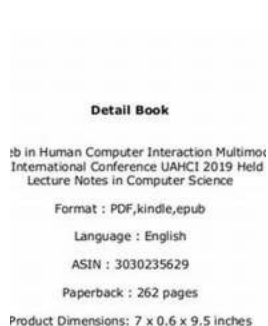 Detail Book
in Human Computer Interaction
International Conference UAHCI 2019 Held
Lecture Notes in Computer Science
Format : PDF,kindle,epub
Language : English
ASIN : 3030235629
Paperback : 262 pages
Product Dimensions: 7 x 0.6 x 9.5 inches